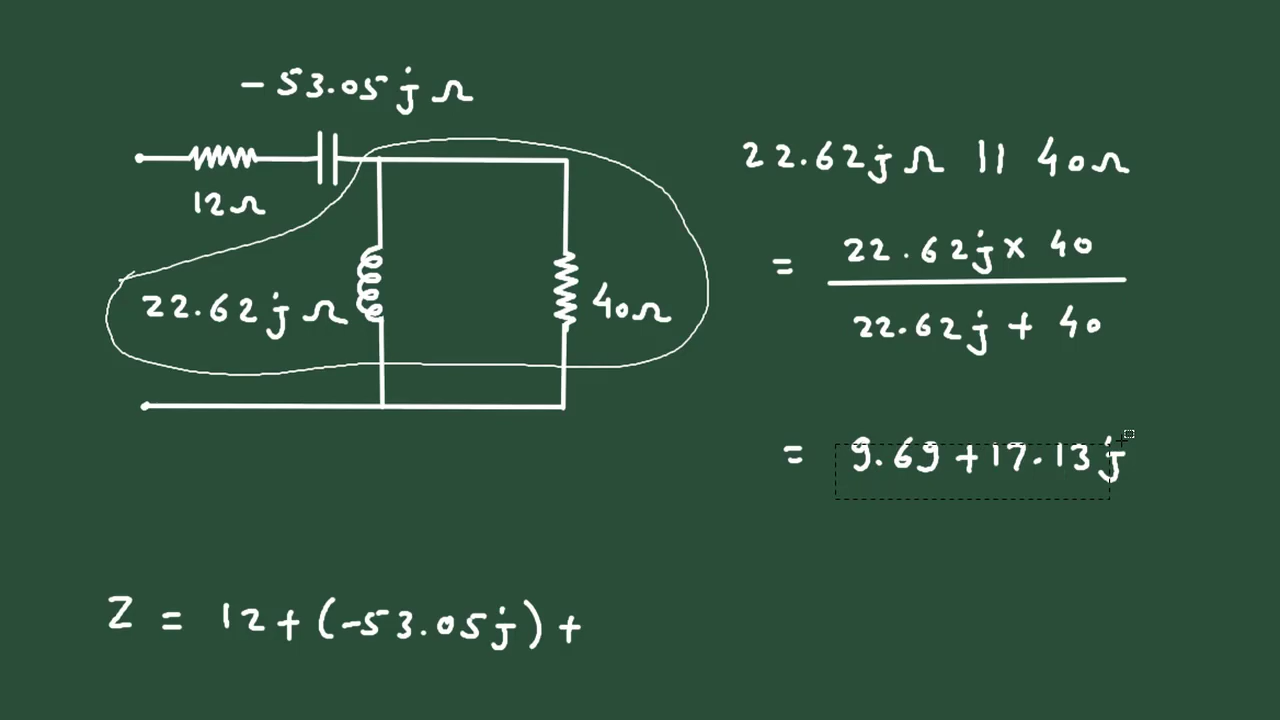 -53.05j Ω
12Ω
22.62j Ω
40Ω
22.62j Ω || 40Ω
= 22.62j x 40
22.62j + 40
= 9.69 + 17.13j
Z = 12 + (-53.05j) +